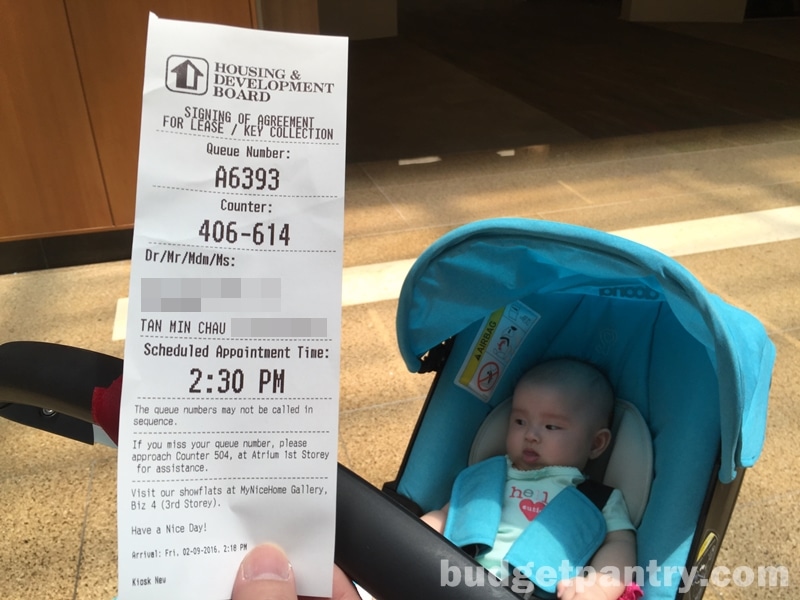 HOUSING &
DEVELOPMENT
BOARD
SIGNING OF AGREEMENT
FOR LEASE / KEY COLLECTION
Queue Number:
A6393
Counter:
406-614
Dr/Mr/Mdm/Ms:
TAN MIN CHAU
Scheduled Appointment Time:
2:30 PM
The queue numbers may not be called in
sequence.
If you miss your queue number, please
approach Counter 504, at Atrium 1st Storey
for assistance.
Visit our showflats at MyNiceHome Gallery,
Biz 4 (3rd Storey).
Have a Nice Day!
Arrival: Fri, 02-09-2016, 2:18 PM
Kiosk New
doona
AIRBAG
hello
budgetpantry.com